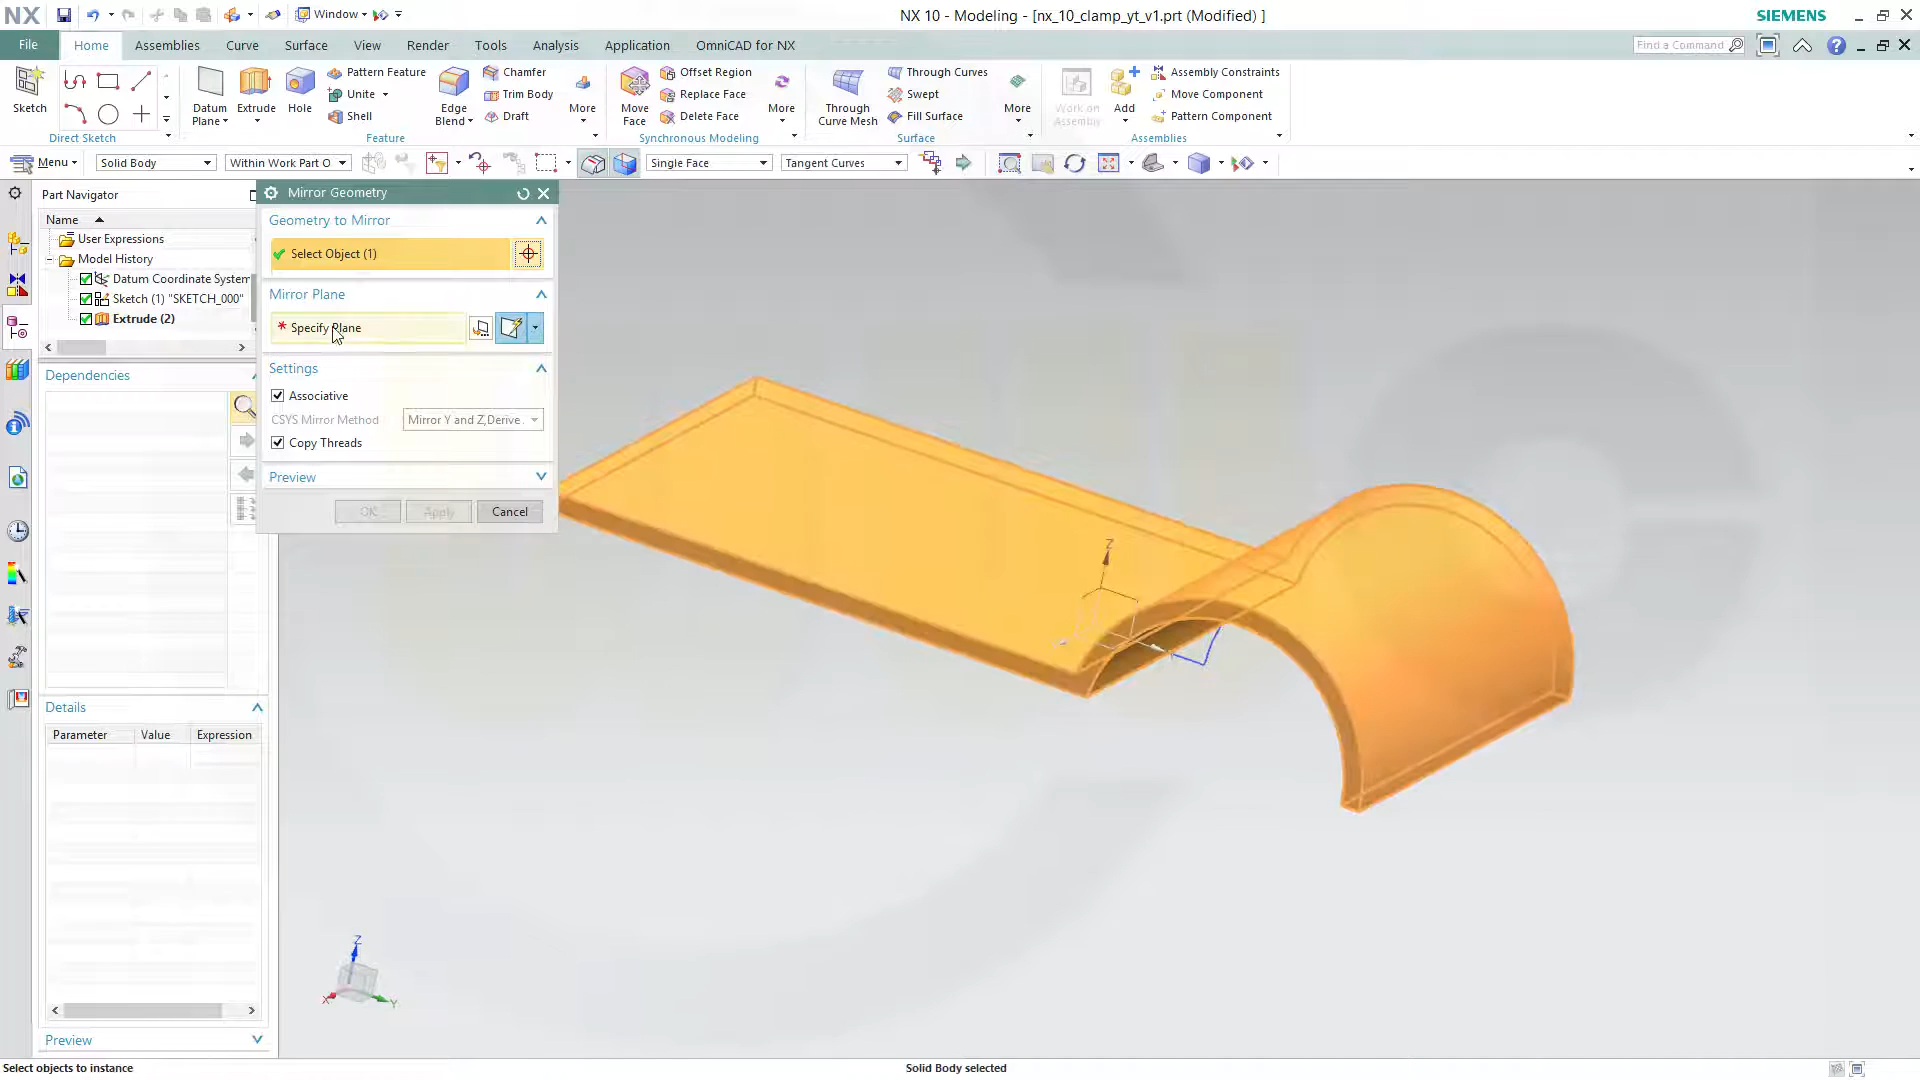 NX
Window
NX 10 - Modeling - [nx_10_clamp_yt_v1.prt (Modified) ]
SIEMENS
File
Home
Assemblies
Curve
Surface
View
Render
Tools
Analysis
Application
OmniCAD for NX
Find a Command
Sketch
Direct Sketch
Datum
Plane
Extrude
Hole
Pattern Feature
Unite
Shell
Edge
Blend
Chamfer
Trim Body
Draft
More
Feature
Move
Face
Offset Region
Replace Face
Delete Face
More
Synchronous Modeling
Through
Curve Mesh
Through Curves
Swept
Fill Surface
More
Surface
Work on
Assembly
Add
Assembly Constraints
Move Component
Pattern Component
Assemblies
Menu
Solid Body
Within Work Part O
Single Face
Tangent Curves
Part Navigator
Name
User Expressions
Model History
Datum Coordinate System
Sketch (1) "SKETCH_000"
Extrude (2)
Dependencies
Details
Parameter
Value
Expression
Preview
Mirror Geometry
Geometry to Mirror
Select Object (1)
Mirror Plane
* Specify Plane
Settings
Associative
CSYS Mirror Method
Mirror Y and Z,Derive
Copy Threads
Preview
OK
Apply
Cancel
Z
Z
X
Y
Select objects to instance
Solid Body selected